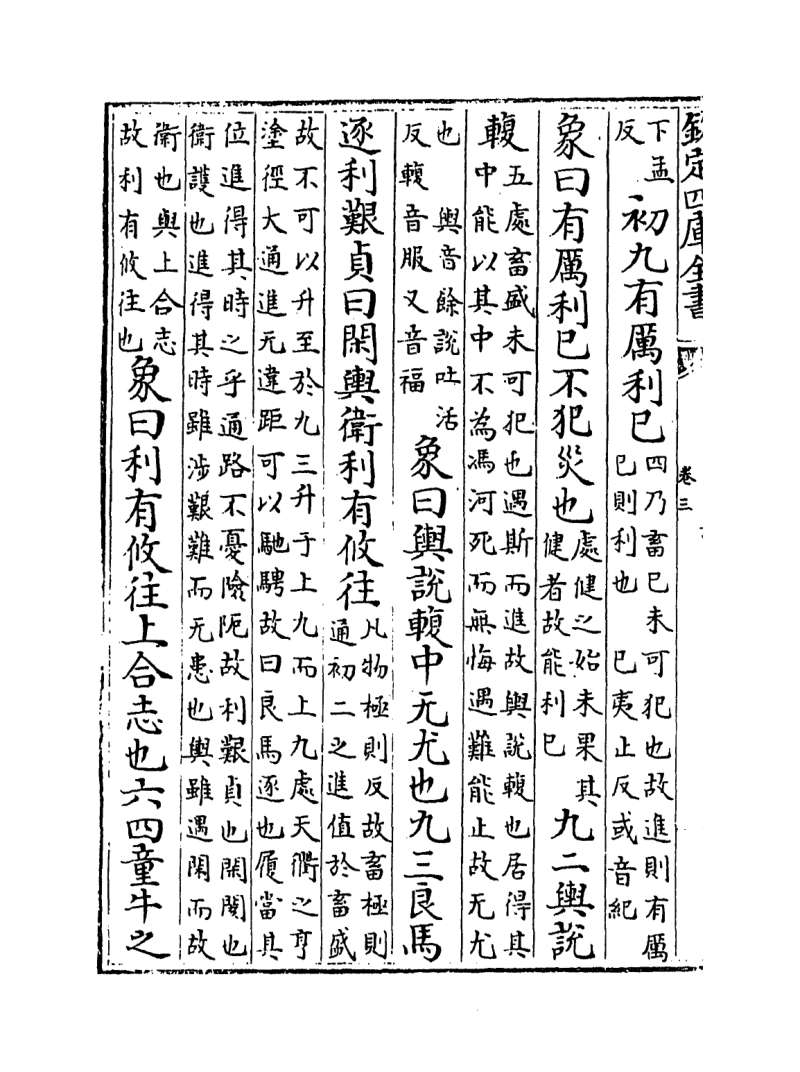 欽定四庫全書 卷三
下孟
反
初九有厲利已
四乃畜已未可犯也故進則有厲
已則利也 已夷止反或音紀
象曰有厲利已不犯災也
處健之始未果其
健者故能利已
九二輿說
輹
五處畜盛未可犯也遇斯而進故輿說輹也居得其
中能以其中不為馮河死而無悔遇難能止故无尤
也 輿音餘說吐活
反輹音服又音福
象曰輿說輹中无尤也九三良馬
逐利艱貞曰閑輿衛利有攸往
凡物極則反故畜極則
通初二之進值於畜盛
故不可以升至於九三升于上九而上九處天衢之亨
塗徑大通進无違距可以馳騁故曰良馬逐也履當其
位進得其時之乎通路不憂險阨故利艱貞也閑閡也
衛護也進得其時雖涉艱難而无患也輿雖遇閑而故
衛也與上合志
故利有攸往也
象曰利有攸往上合志也六四童牛之